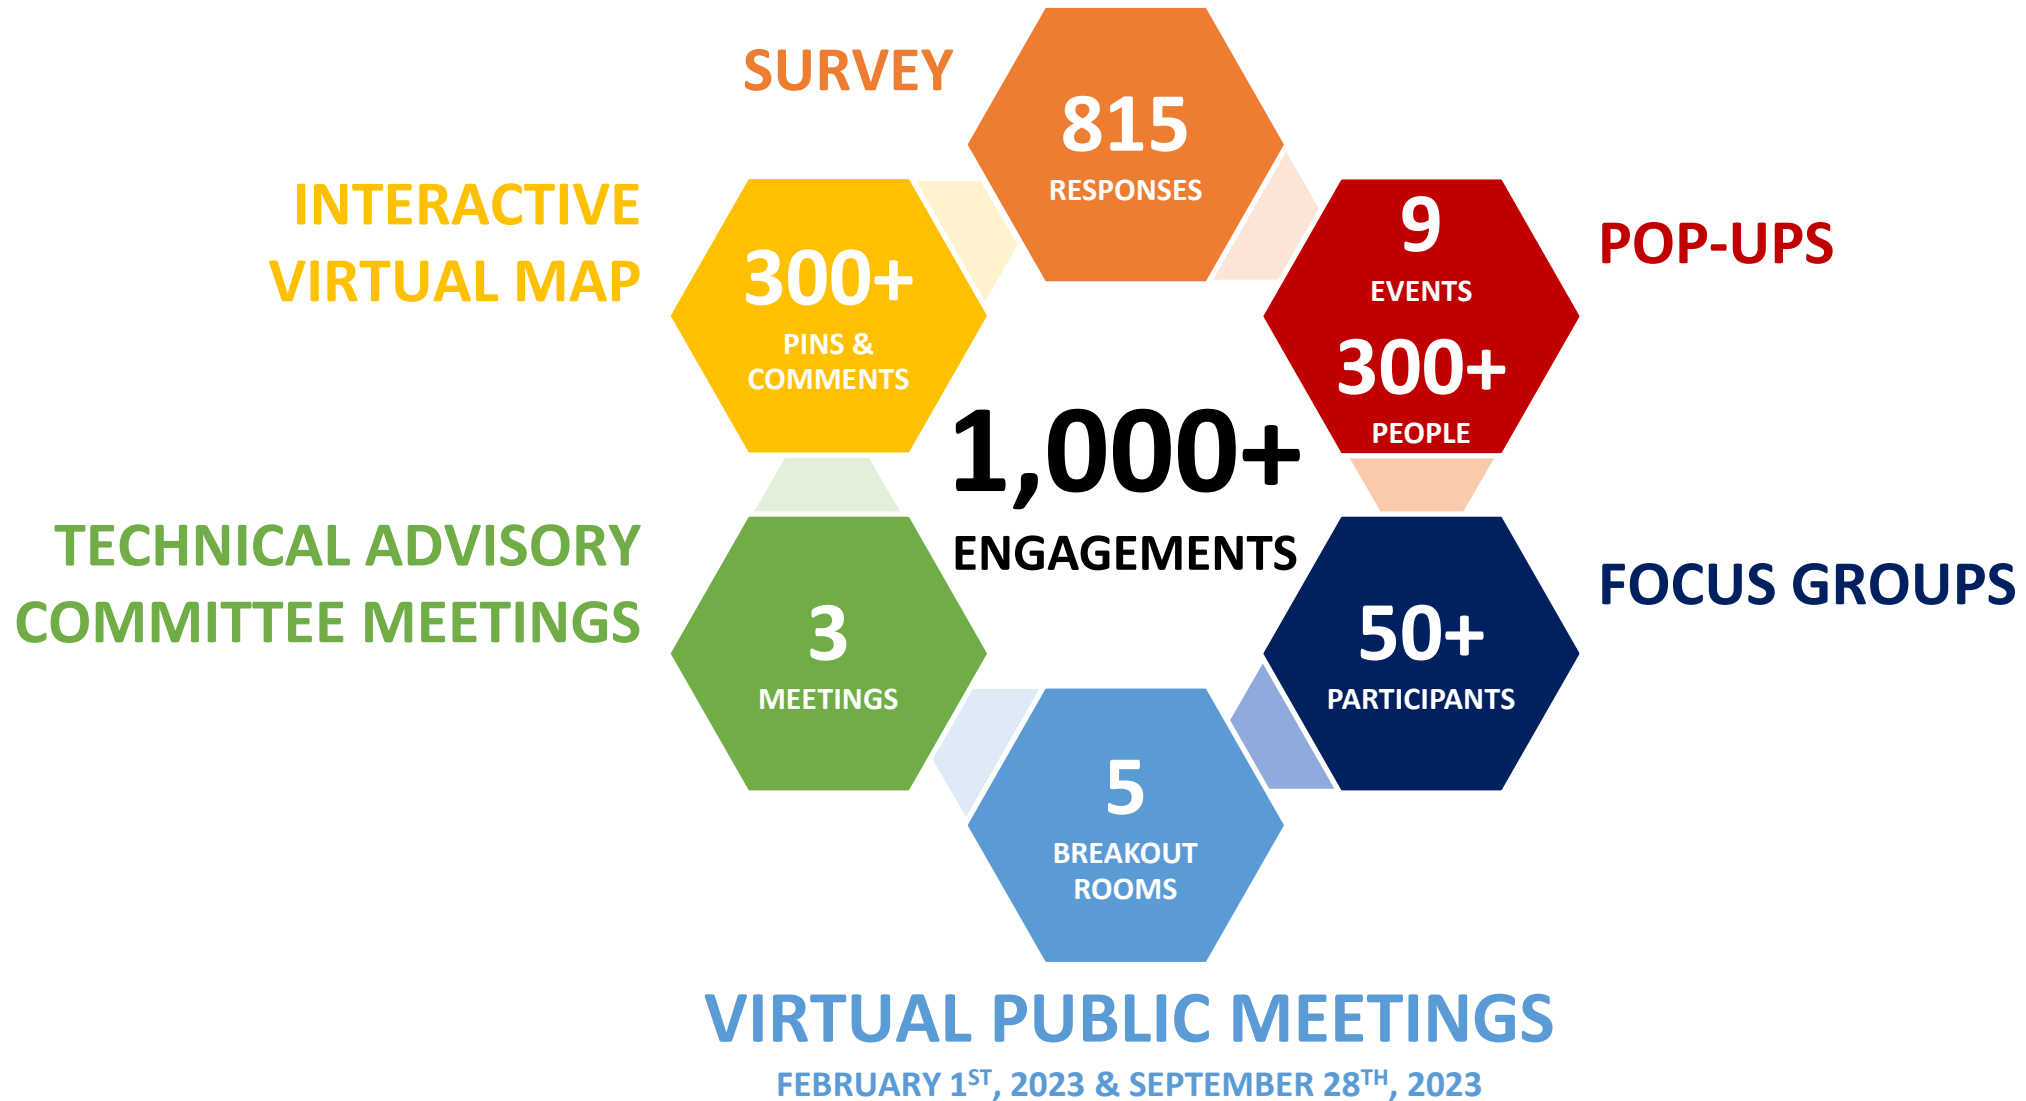 SURVEY
815
RESPONSES
INTERACTIVE
VIRTUAL MAP
300+
PINS &
COMMENTS
9
EVENTS
300+
PEOPLE
POP-UPS
1,000+
ENGAGEMENTS
TECHNICAL ADVISORY
COMMITTEE MEETINGS
3
MEETINGS
50+
PARTICIPANTS
FOCUS GROUPS
5
BREAKOUT
ROOMS
VIRTUAL PUBLIC MEETINGS
FEBRUARY 1ST, 2023 & SEPTEMBER 28TH, 2023